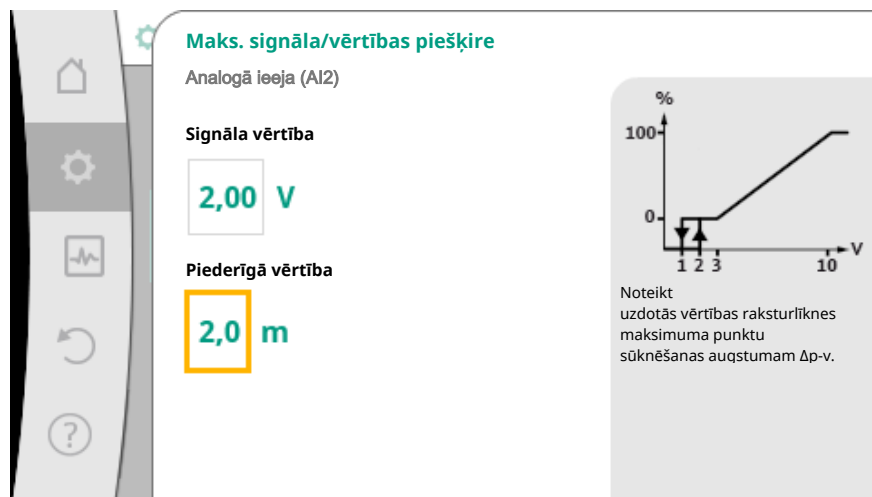 Maks. signāla/vērtības piešķire
Analogā ieeja (AI2)
Signāla vērtība
2,00 V
Piederīgā vērtība
2,0 m
%
100
0
1 2 3 10 V
Noteikt
uzdotās vērtības raksturlīknes
maksimuma punktu
sūknēšanas augstumam Δp-v.
?